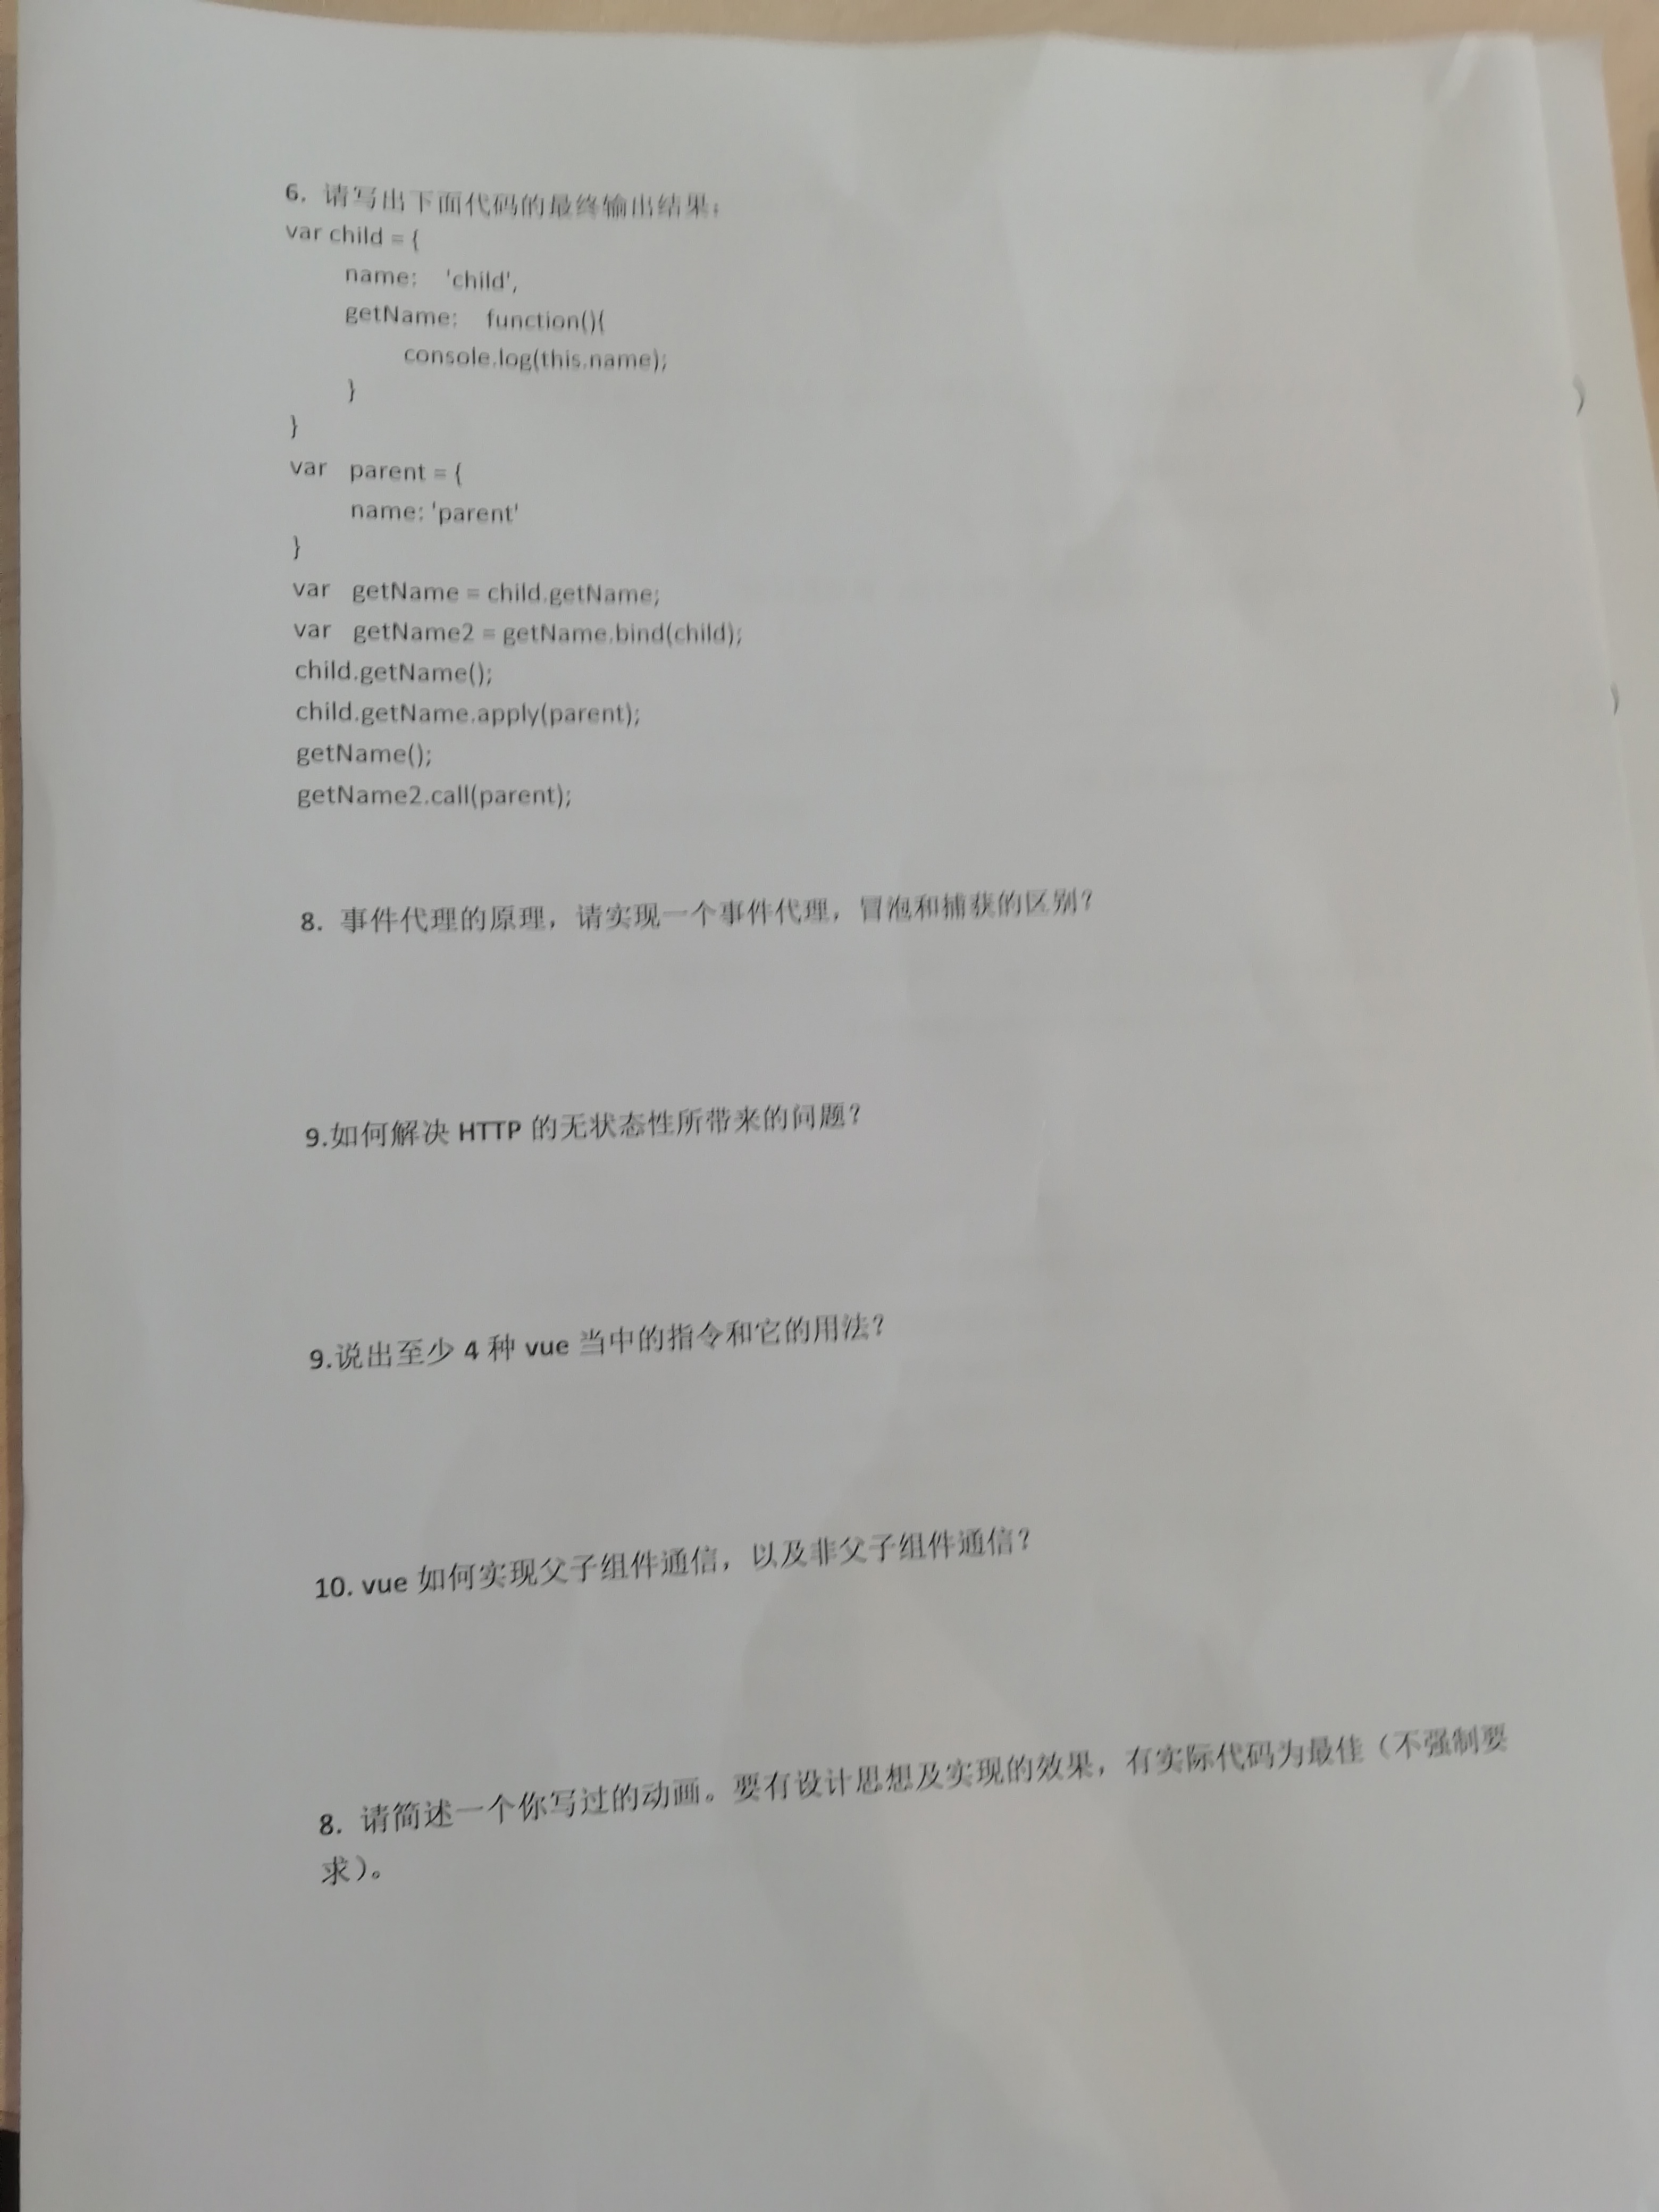 6. 请写出下面代码的最终输出结果：
var child = {
name: 'child',
getName: function(){
console.log(this.name);
}
}
var parent = {
name: 'parent'
}
var getName = child.getName;
var getName2 = getName.bind(child);
child.getName();
child.getName.apply(parent);
getName();
getName2.call(parent);
8. 事件代理的原理，请实现一个事件代理，冒泡和捕获的区别？
9.如何解决 HTTP 的无状态性所带来的问题？
9.说出至少 4 种 vue 当中的指令和它的用法？
10. vue 如何实现父子组件通信，以及非父子组件通信？
8. 请简述一个你写过的动画。要有设计思想及实现的效果，有实际代码为最佳（不强制要
求）。